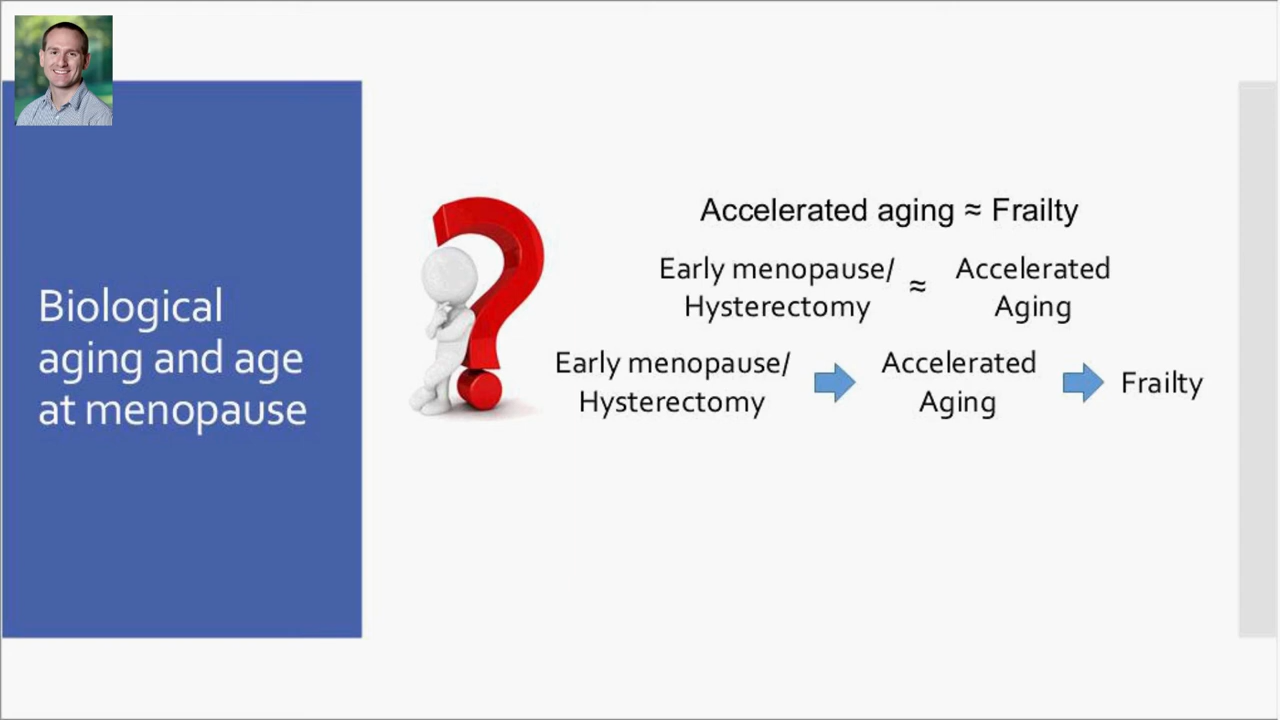 Biological
aging and age
at menopause
Accelerated aging ≈ Frailty
Early menopause/
Hysterectomy
≈
Accelerated
Aging
Early menopause/
Hysterectomy
Accelerated
Aging
Frailty